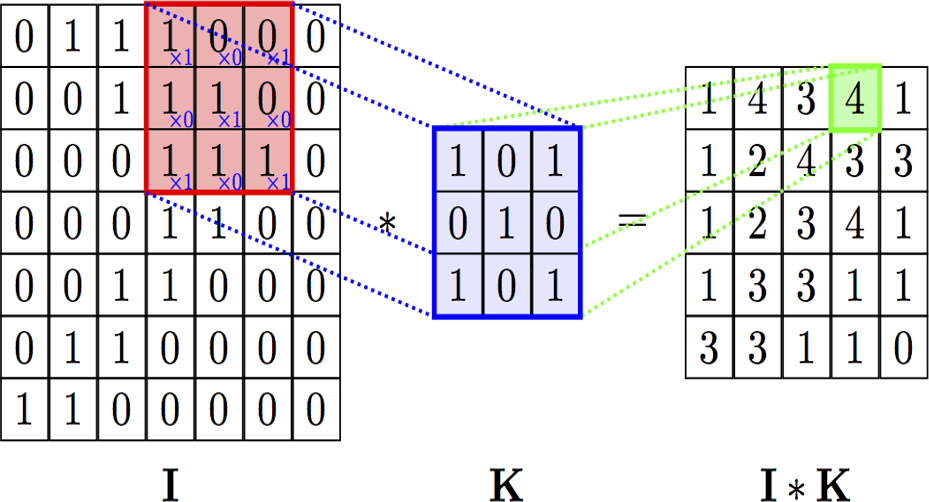 0 1 1 1×1 0×0 0×1 0
0 0 1 1×0 1×1 0×0 0
0 0 0 1×1 1×0 1×1 0
0 0 0 1 1 0 0
0 0 1 1 0 0 0
0 1 1 0 0 0 0
1 1 0 0 0 0 0
I
*
1 0 1
0 1 0
1 0 1
K
=
1 4 3 4 1
1 2 4 3 3
1 2 3 4 1
1 3 3 1 1
3 3 1 1 0
I * K